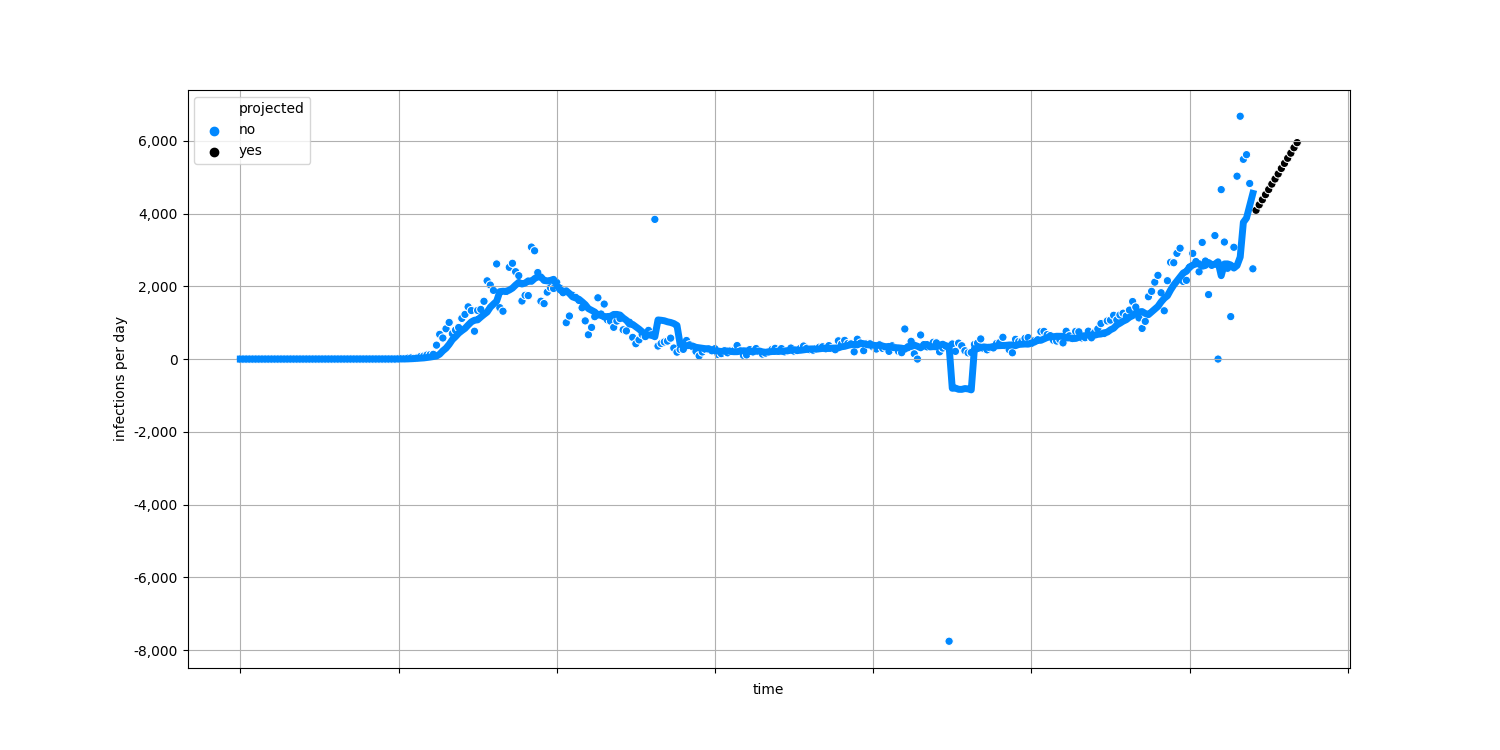 projected
no
yes
6,000
4,000
2,000
0
-2,000
-4,000
-6,000
-8,000
infections per day
time